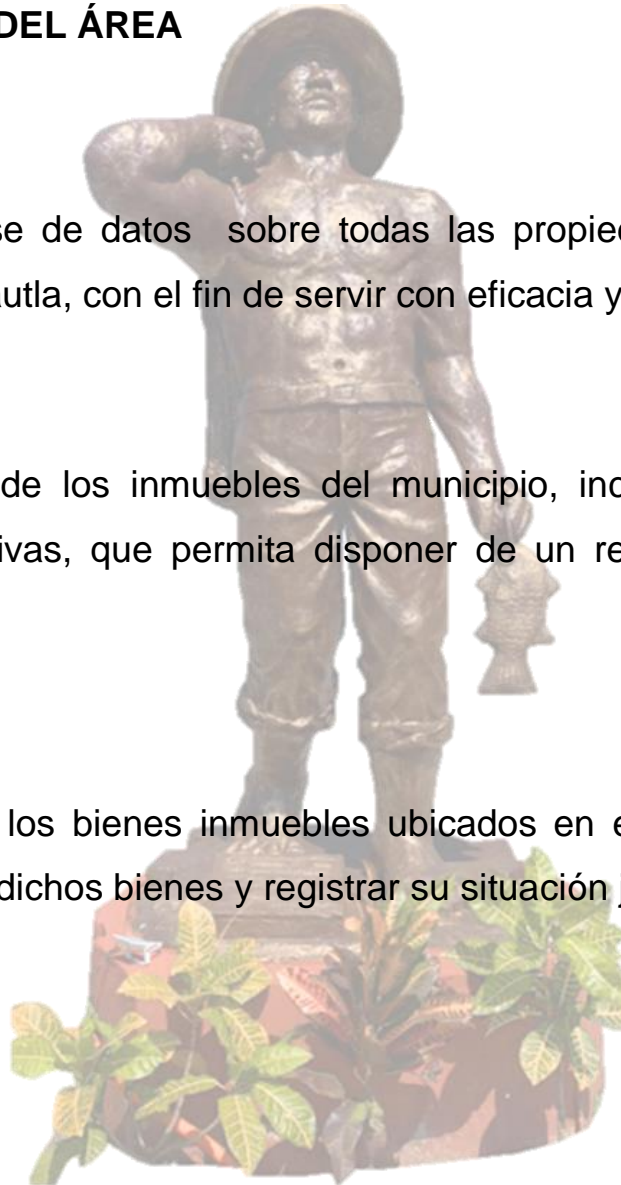 DEL ÁREA
se de datos sobre todas las propied
autla, con el fin de servir con eficacia y
de los inmuebles del municipio, inc
ivas, que permita disponer de un re
los bienes inmuebles ubicados en e
dichos bienes y registrar su situación j